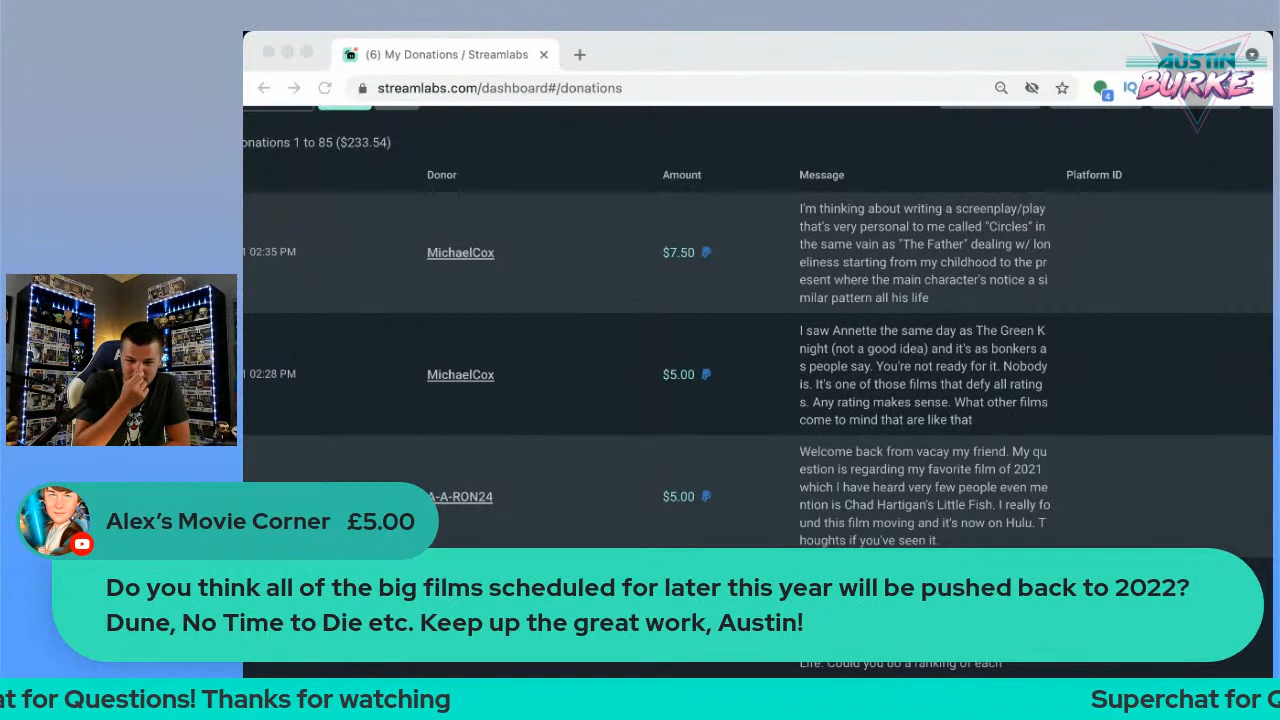 (6) My Donations / Streamlabs
streamlabs.com/dashboard#/donations
AUSTIN
BURKE
onations 1 to 85 ($233.54)
Donor Amount Message Platform ID
I'm thinking about writing a screenplay/play
that's very personal to me called "Circles" in
the same vain as "The Father" dealing w/ lon
eliness starting from my childhood to the pr
esent where the main character's notice a si
milar pattern all his life
02:35 PM MichaelCox $7.50
I saw Annette the same day as The Green K
night (not a good idea) and it's as bonkers a
s people say. You're not ready for it. Nobody
is. It's one of those films that defy all rating
s. Any rating makes sense. What other films
come to mind that are like that
02:28 PM MichaelCox $5.00
Welcome back from vacay my friend. My qu
estion is regarding my favorite film of 2021
which I have heard very few people even me
ntion is Chad Hartigan's Little Fish. I really fo
und this film moving and it's now on Hulu. T
houghts if you've seen it.
A-A-RON24 $5.00
Alex's Movie Corner £5.00
Do you think all of the big films scheduled for later this year will be pushed back to 2022?
Dune, No Time to Die etc. Keep up the great work, Austin!
Life. Could you do a ranking of each
at for Questions! Thanks for watching
Superchat for Q